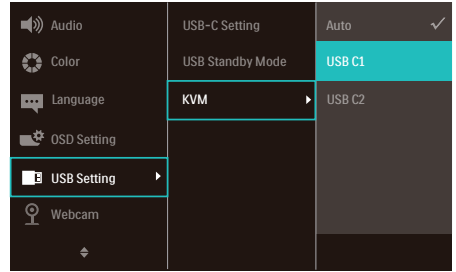 Audio
Color
Language
OSD Setting
USB Setting
Webcam
USB-C Setting
USB Standby Mode
KVM
Auto
USB C1
USB C2